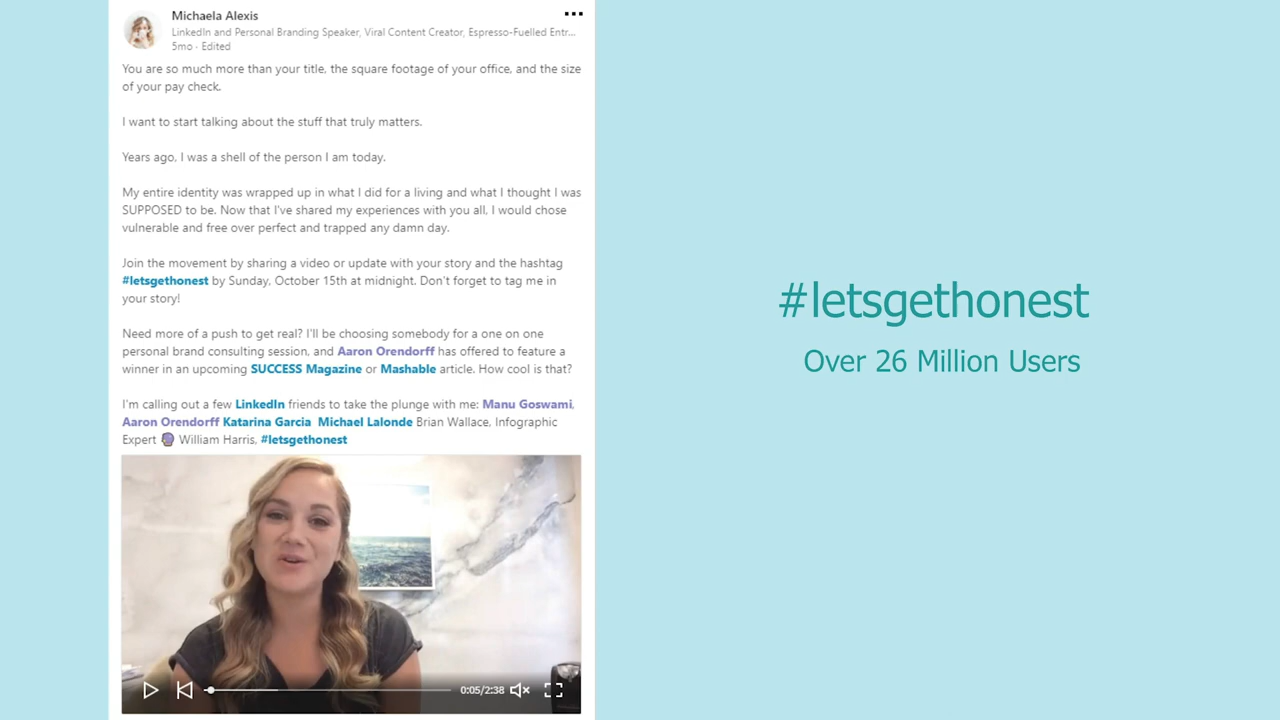 Michaela Alexis
LinkedIn and Personal Branding Speaker, Viral Content Creator, Espresso-Fuelled Entr...
5mo · Edited
You are so much more than your title, the square footage of your office, and the size
of your pay check.
I want to start talking about the stuff that truly matters.
Years ago, I was a shell of the person I am today.
My entire identity was wrapped up in what I did for a living and what I thought I was
SUPPOSED to be. Now that I've shared my experiences with you all, I would chose
vulnerable and free over perfect and trapped any damn day.
Join the movement by sharing a video or update with your story and the hashtag
#letsgethonest by Sunday, October 15th at midnight. Don't forget to tag me in
your story!
Need more of a push to get real? I'll be choosing somebody for a one on one
personal brand consulting session, and Aaron Orendorff has offered to feature a
winner in an upcoming SUCCESS Magazine or Mashable article. How cool is that?
I'm calling out a few LinkedIn friends to take the plunge with me: Manu Goswami,
Aaron Orendorff Katarina Garcia Michael Lalonde Brian Wallace, Infographic
Expert William Harris, #letsgethonest
0:05/2:38
#letsgethonest
Over 26 Million Users